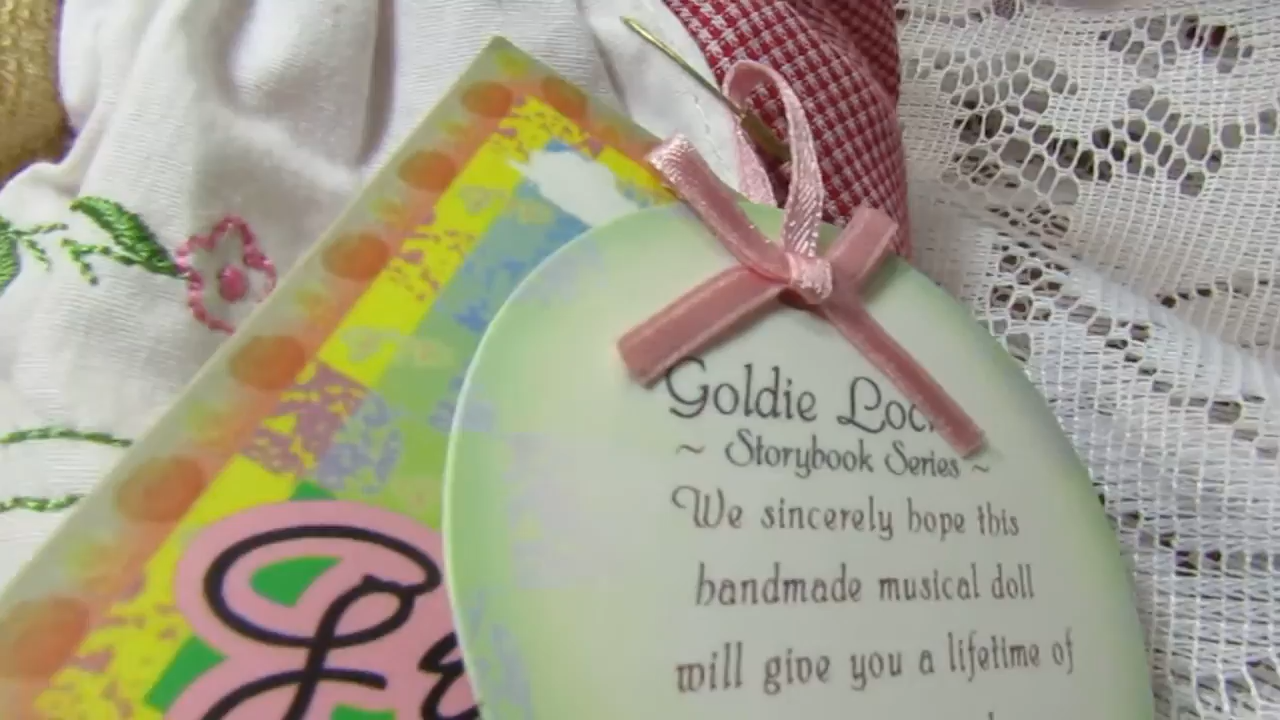 Goldie
~ Storybook Series ~
We sincerely hope this
handmade musical doll
will give you a lifetime of